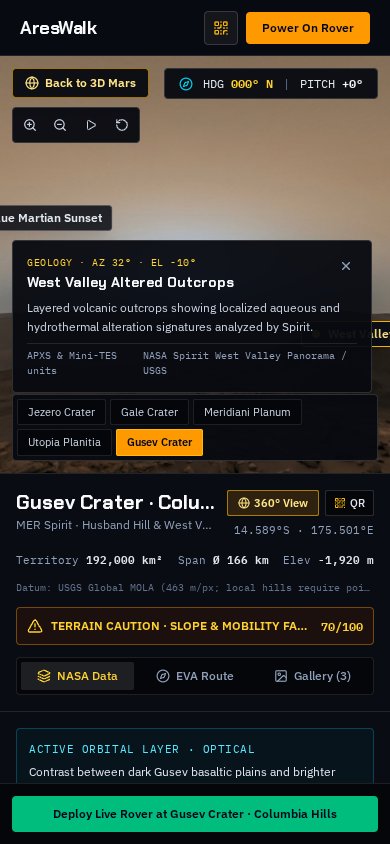 AresWalk
Power On Rover
Back to 3D Mars
HDG 000° N | PITCH +0°
ue Martian Sunset
GEOLOGY · AZ 32° · EL -10°
West Valley Altered Outcrops
Layered volcanic outcrops showing localized aqueous and
hydrothermal alteration signatures analyzed by Spirit.
West Valley
APXS & Mini-TES units
NASA Spirit West Valley Panorama / USGS
Jezero Crater
Gale Crater
Meridiani Planum
Utopia Planitia
Gusev Crater
Gusev Crater · Colu...
360° View
QR
MER Spirit · Husband Hill & West V...
14.589°S · 175.501°E
Territory 192,000 km² Span Ø 166 km Elev -1,920 m
Datum: USGS Global MOLA (463 m/px; local hills require poi...
TERRAIN CAUTION · SLOPE & MOBILITY FA... 70/100
NASA Data
EVA Route
Gallery (3)
ACTIVE ORBITAL LAYER · OPTICAL
Contrast between dark Gusev basaltic plains and brighter
Deploy Live Rover at Gusev Crater · Columbia Hills